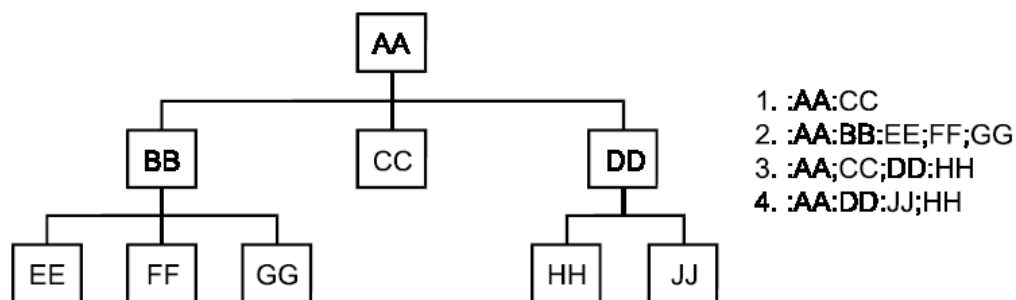 AA
BB
CC
DD
EE
FF
GG
HH
JJ
1. :AA:CC
2. :AA:BB:EE;FF;GG
3. :AA;CC;DD:HH
4. :AA:DD:JJ;HH